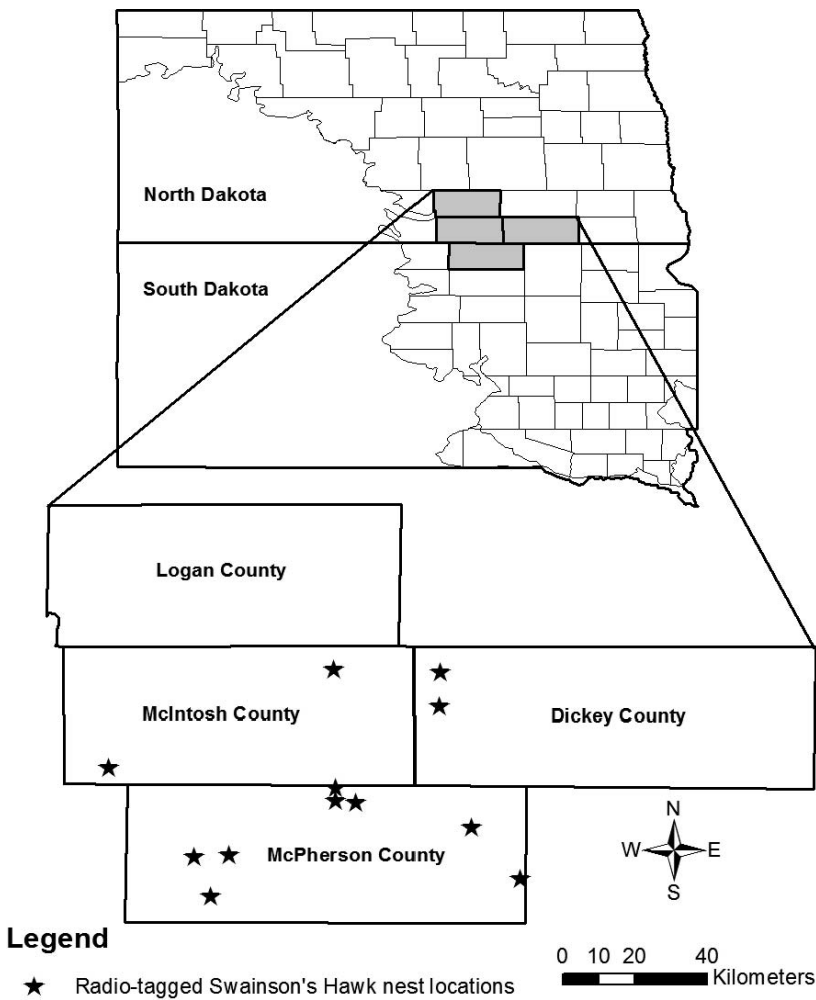 North Dakota
South Dakota
Logan County
McIntosh County
Dickey County
McPherson County
N
W E
S
Legend
Radio-tagged Swainson's Hawk nest locations
0 10 20 40
Kilometers